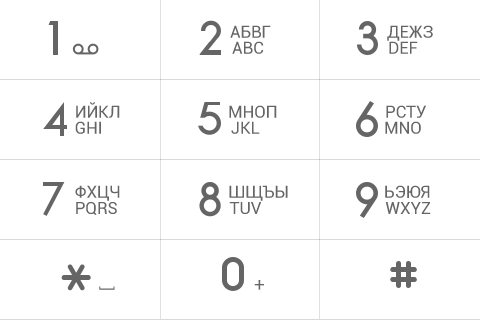 1
2 АБВГ
ABC
3 ДЕЖЗ
DEF
4 ИЙКЛ
GHI
5 МНОП
JKL
6 РСТУ
MNO
7 ФХЦЧ
PQRS
8 ШЩЪЫ
TUV
9 ЬЭЮЯ
WXYZ
* ⎵
0 +
#